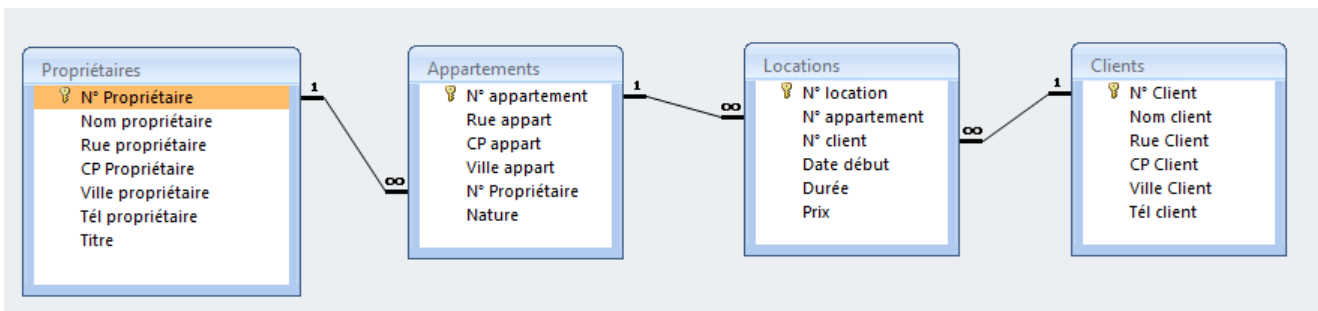 Propriétaires
N° Propriétaire
Nom propriétaire
Rue propriétaire
CP Propriétaire
Ville propriétaire
Tél propriétaire
Titre
1
∞
Appartements
N° appartement
Rue appart
CP appart
Ville appart
N° Propriétaire
Nature
1
∞
Locations
N° location
N° appartement
N° client
Date début
Durée
Prix
∞
1
Clients
N° Client
Nom client
Rue Client
CP Client
Ville Client
Tél client